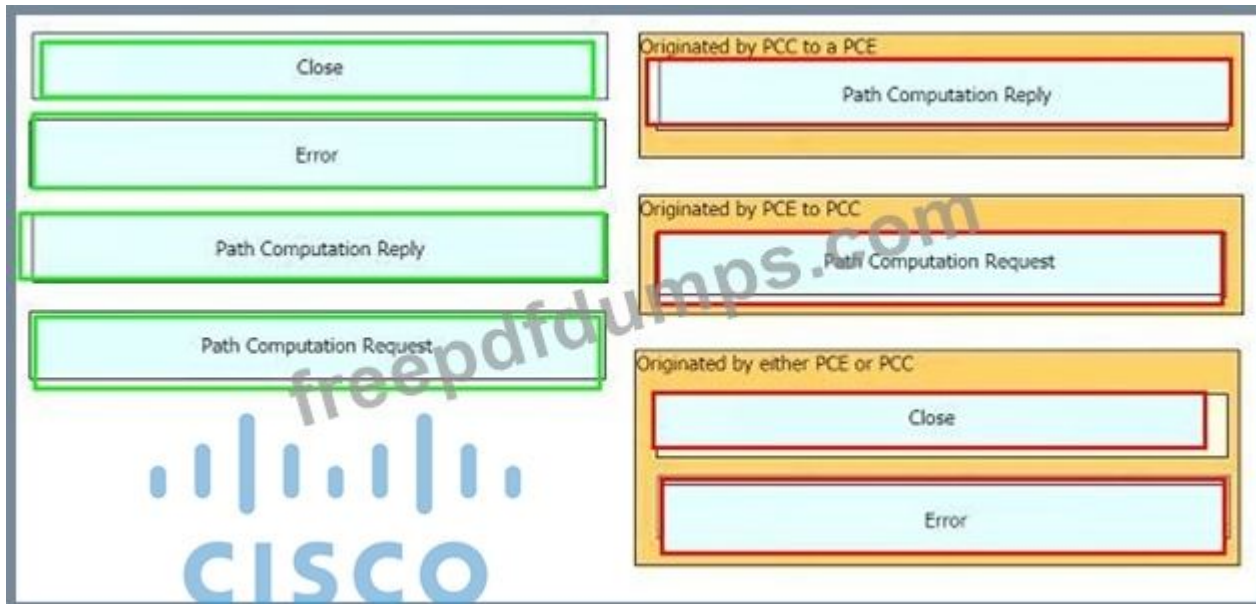 Close
Error
Path Computation Reply
Path Computation Request
Originated by PCC to a PCE
Path Computation Reply
Originated by PCE to PCC
Path Computation Request
Originated by either PCE or PCC
Close
Error
freepdfdumps.com
CISCO